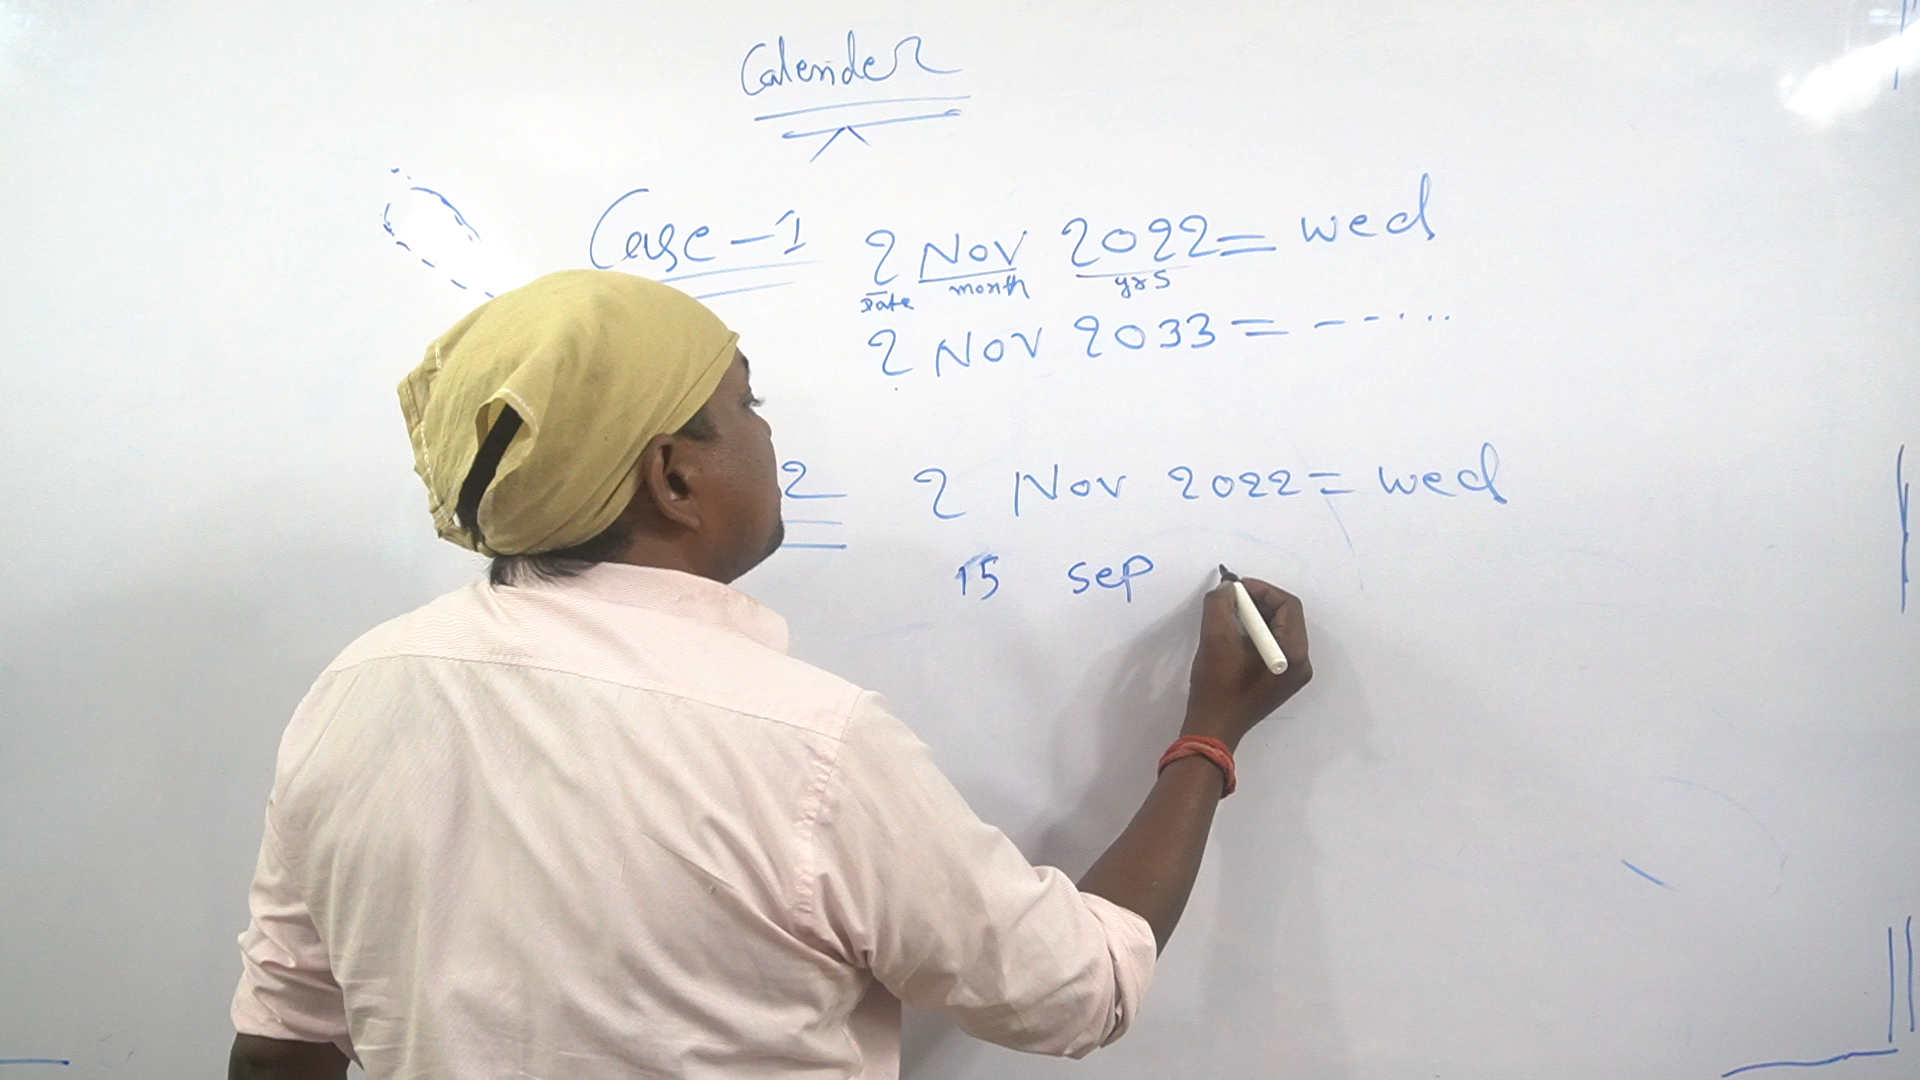 Calender
Case-1 2 Nov 2022 = wed
Date month yrs
2 Nov 2033 = -----
2 2 Nov 2022 = wed
15 sep